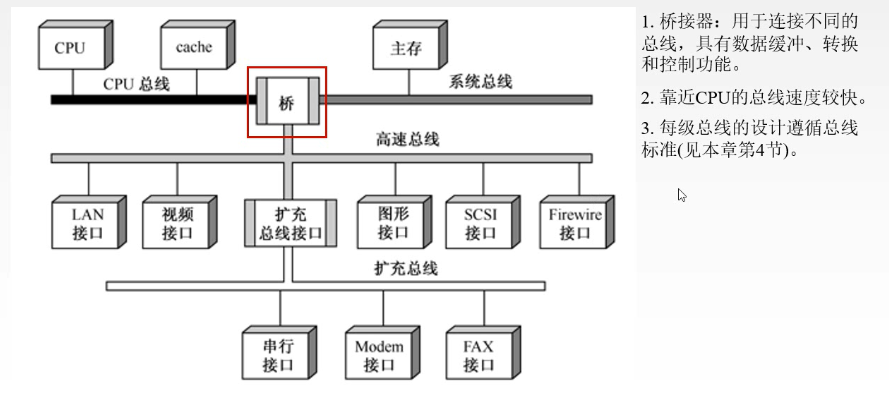 CPU
cache
主存
CPU 总线
桥
系统总线
高速总线
LAN
接口
视频
接口
扩充
总线接口
图形
接口
SCSI
接口
Firewire
接口
扩充总线
串行
接口
Modem
接口
FAX
接口
1. 桥接器：用于连接不同的
总线，具有数据缓冲、转换
和控制功能。
2. 靠近CPU的总线速度较快。
3. 每级总线的设计遵循总线
标准(见本章第4节)。